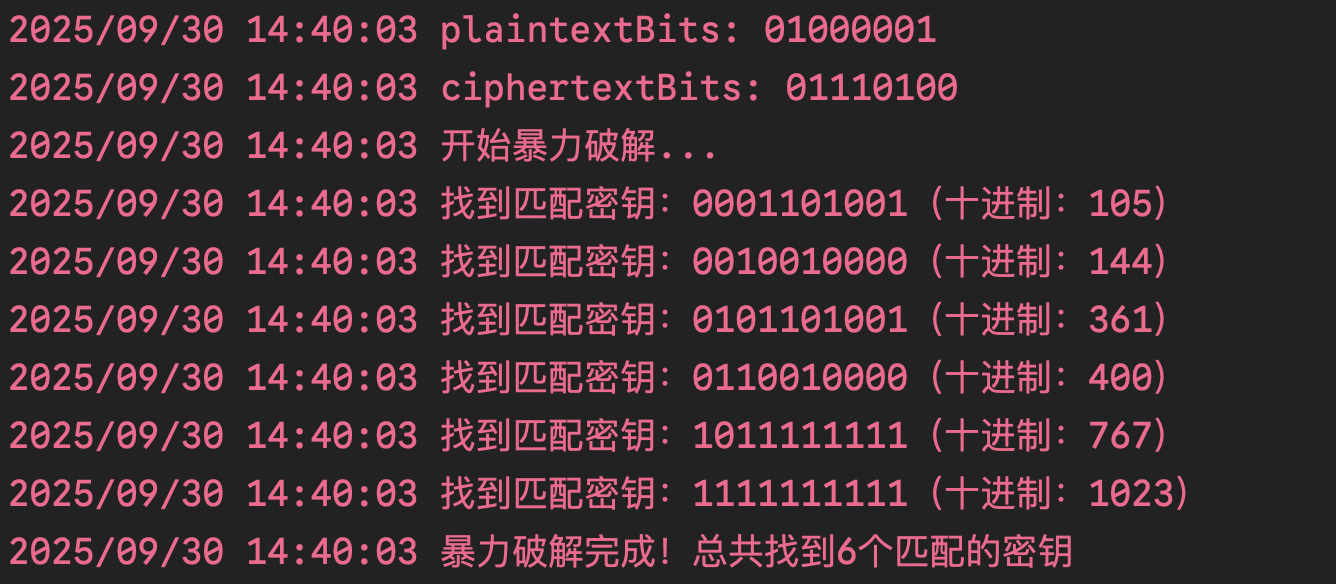 2025/09/30 14:40:03 plaintextBits: 01000001
2025/09/30 14:40:03 ciphertextBits: 01110100
2025/09/30 14:40:03 开始暴力破解...
2025/09/30 14:40:03 找到匹配密钥：0001101001（十进制：105）
2025/09/30 14:40:03 找到匹配密钥：0010010000（十进制：144）
2025/09/30 14:40:03 找到匹配密钥：0101101001（十进制：361）
2025/09/30 14:40:03 找到匹配密钥：0110010000（十进制：400）
2025/09/30 14:40:03 找到匹配密钥：1011111111（十进制：767）
2025/09/30 14:40:03 找到匹配密钥：1111111111（十进制：1023）
2025/09/30 14:40:03 暴力破解完成！总共找到6个匹配的密钥